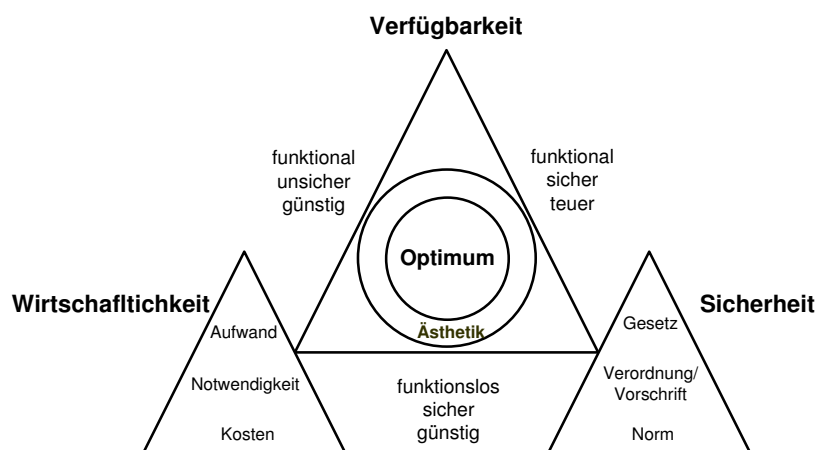 Verfügbarkeit
funktional
unsicher
günstig
funktional
sicher
teuer
Optimum
Ästhetik
Wirtschafltichkeit
Aufwand
Notwendigkeit
Kosten
funktionslos
sicher
günstig
Sicherheit
Gesetz
Verordnung/
Vorschrift
Norm